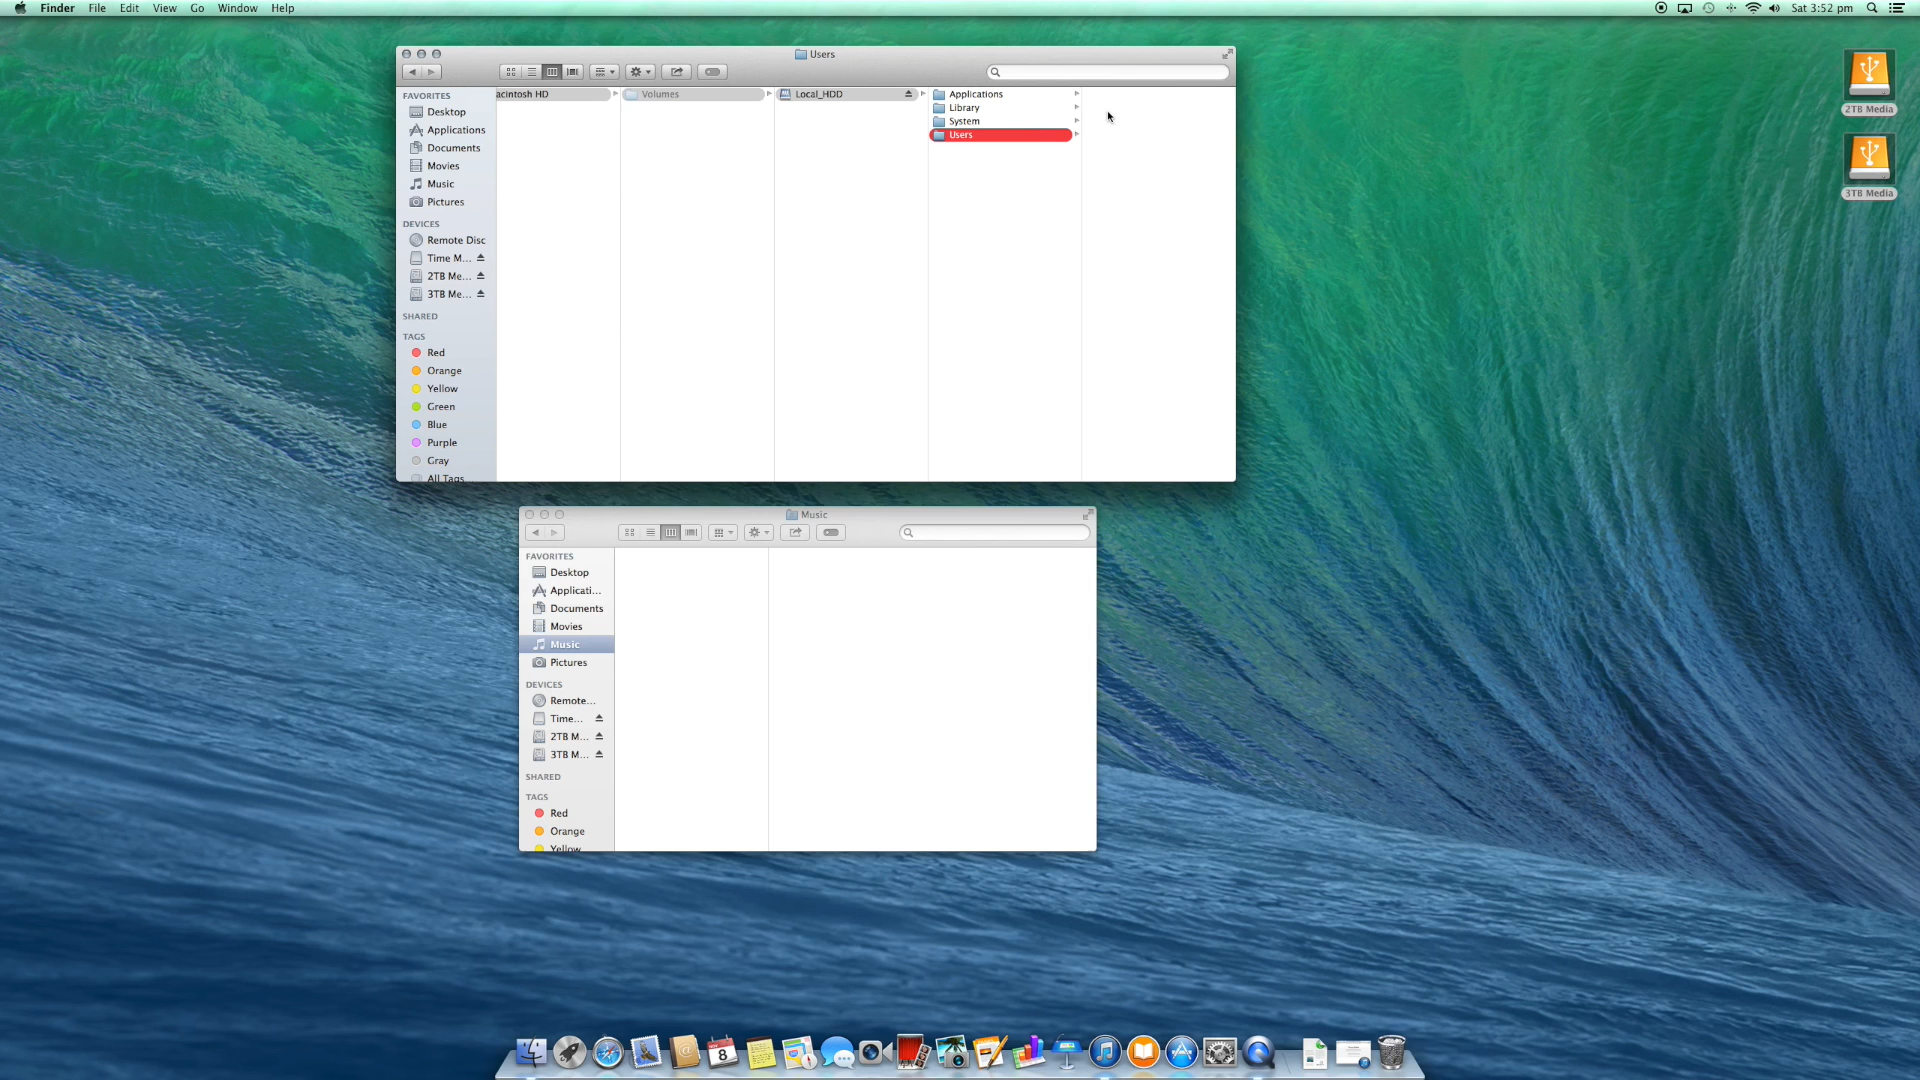 Finder File Edit View Go Window Help Sat 3:52 pm
Users
FAVORITES
Desktop
Applications
Documents
Movies
Music
Pictures
DEVICES
Remote Disc
Time M...
2TB Me...
3TB Me...
SHARED
TAGS
Red
Orange
Yellow
Green
Blue
Purple
Gray
All Tags...
acintosh HD
Volumes
Local_HDD
Applications
Library
System
Users
2TB Media
3TB Media
Music
FAVORITES
Desktop
Applicati...
Documents
Movies
Music
Pictures
DEVICES
Remote...
Time...
2TB M...
3TB M...
SHARED
TAGS
Red
Orange
Yellow
NOV
8